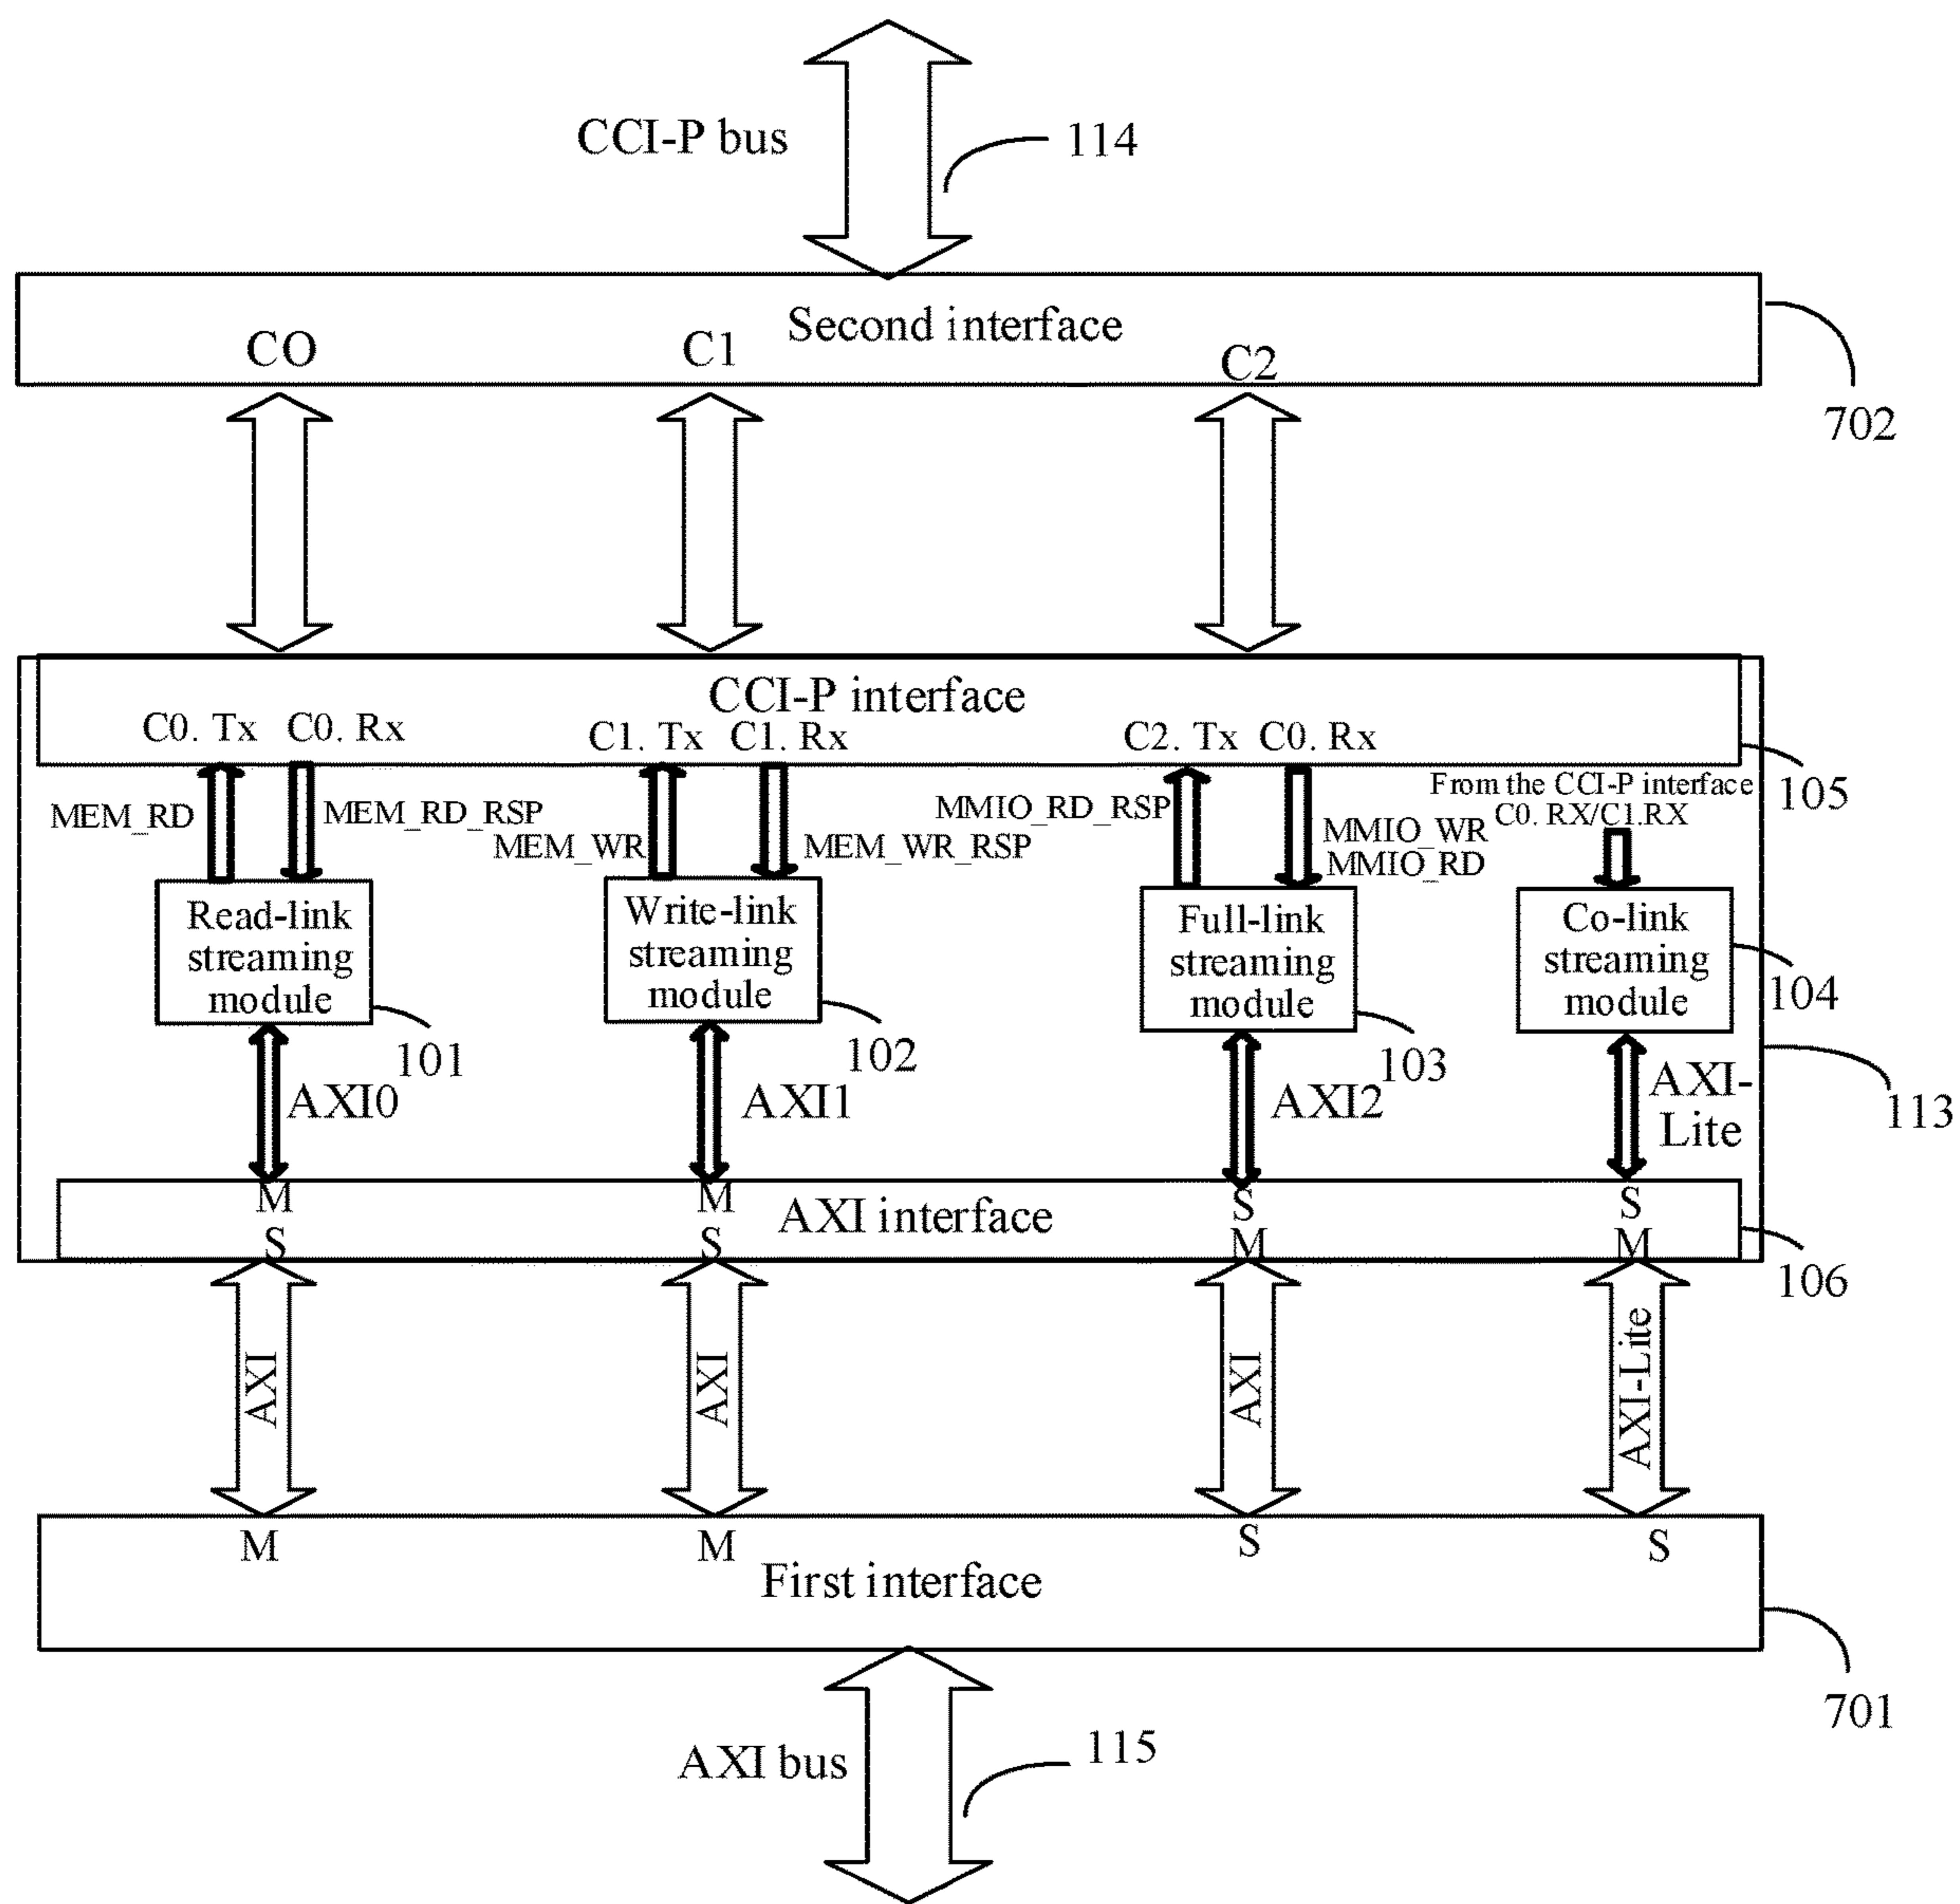 CCI-P bus
114
Second interface
CO
C1
C2
702
CCI-P interface
C0. Tx C0. Rx
C1. Tx C1. Rx
C2. Tx C0. Rx
105
MEM_RD
MEM_RD_RSP
MEM_WR
MEM_WR_RSP
MMIO_RD_RSP
MMIO_WR
MMIO_RD
From the CCI-P interface
C0. RX/C1.RX
Read-link
streaming
module
101
Write-link
streaming
module
102
Full-link
streaming
module
103
Co-link
streaming
module
104
113
AXI0
AXI1
AXI2
AXI-
Lite
M
M
S
S
AXI interface
S
S
M
M
106
AXI
AXI
AXI
AXI-Lite
M
M
S
S
First interface
701
AXI bus
115